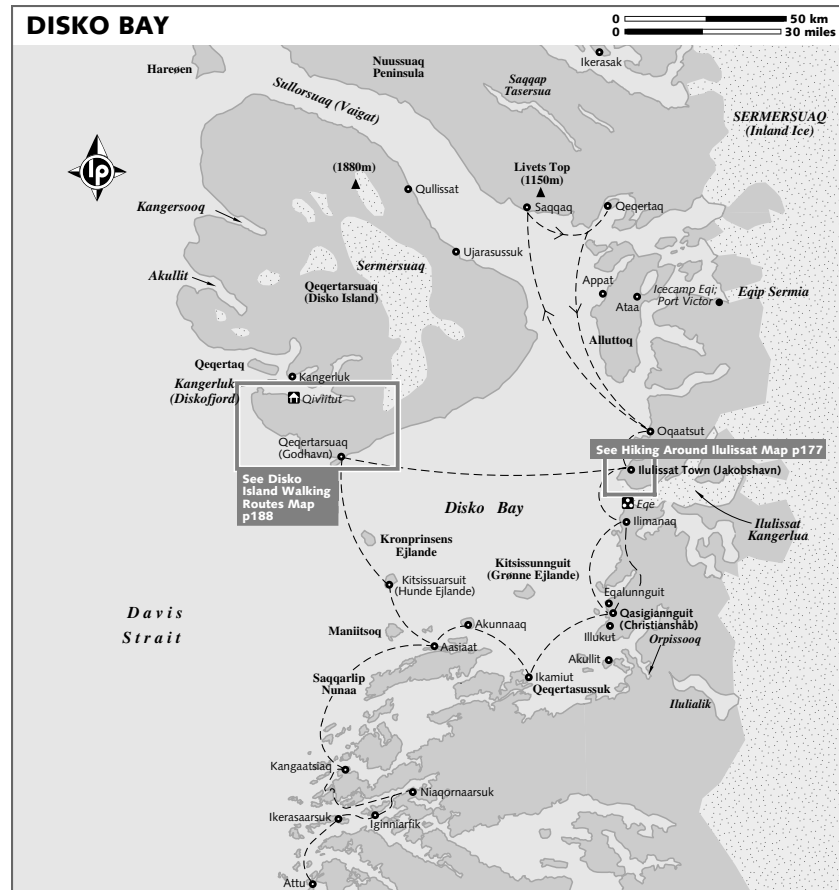 DISKO BAY
0 50 km
0 30 miles
Hareøen
Nuussuaq
Peninsula
Ikerasak
Saqqap
Tasersua
Sullorsuaq (Vaigat)
SERMERSUAQ
(Inland Ice)
lp
(1880m)
Qullissat
Livets Top
(1150m)
Saqqaq
Qeqertaq
Kangersooq
Ujarasussuk
Sermersuaq
Akullit
Qeqertarsuaq
(Disko Island)
Appat
Ataa
Icecamp Eqi;
Port Victor
Eqip Sermia
Alluttoq
Qeqertaq
Kangerluk
Kangerluk
(Diskofjord)
Qivittut
Oqaatsut
Qeqertarsuaq
(Godhavn)
See Hiking Around Ilulissat Map p177
Ilulissat Town (Jakobshavn)
See Disko
Island Walking
Routes Map
p188
Disko Bay
Eqe
Ilimanaq
Ilulissat
Kangerlua
Kronprinsens
Ejlande
Kitsissunnguit
(Grønne Ejlande)
Kitsissuarsuit
(Hunde Ejlande)
Eqalunnguit
Qasigiannguit
(Christianshåb)
Davis
Strait
Maniitsoq
Akunnaaq
Illukut
Orpissooq
Aasiaat
Akullit
Saqqarlip
Nunaa
Ikamiut
Qeqertasussuk
Ilulialik
Kangaatsiaq
Niaqornaarsuk
Ikerasaarsuk
Iginniarfik
Attu